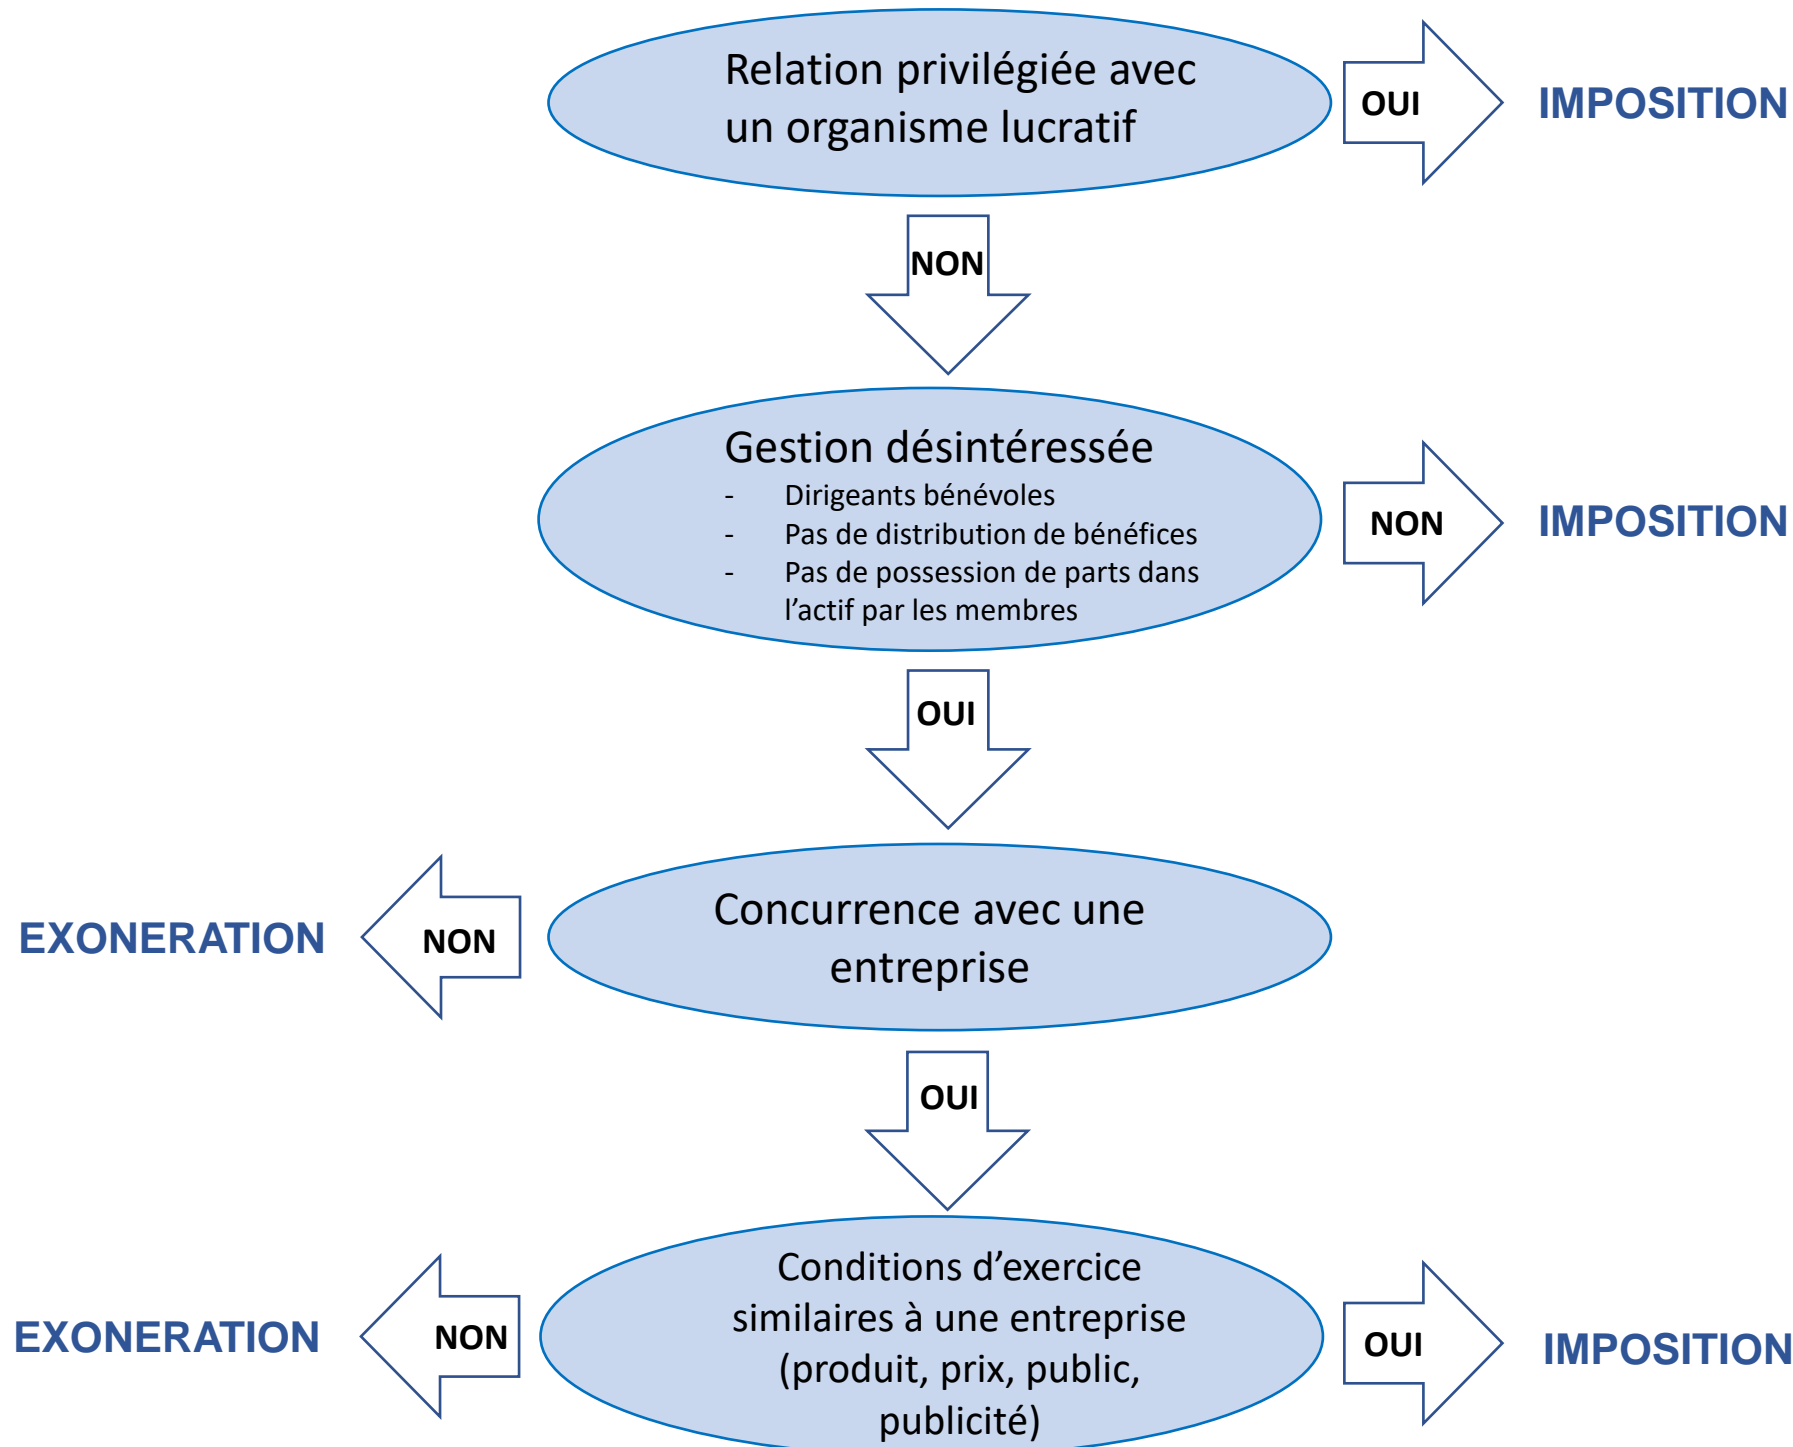 Relation privilégiée avec
un organisme lucratif
OUI
IMPOSITION
NON
Gestion désintéressée
- Dirigeants bénévoles
- Pas de distribution de bénéfices
- Pas de possession de parts dans
l’actif par les membres
NON
IMPOSITION
OUI
EXONERATION
NON
Concurrence avec une
entreprise
OUI
EXONERATION
NON
Conditions d’exercice
similaires à une entreprise
(produit, prix, public,
publicité)
OUI
IMPOSITION